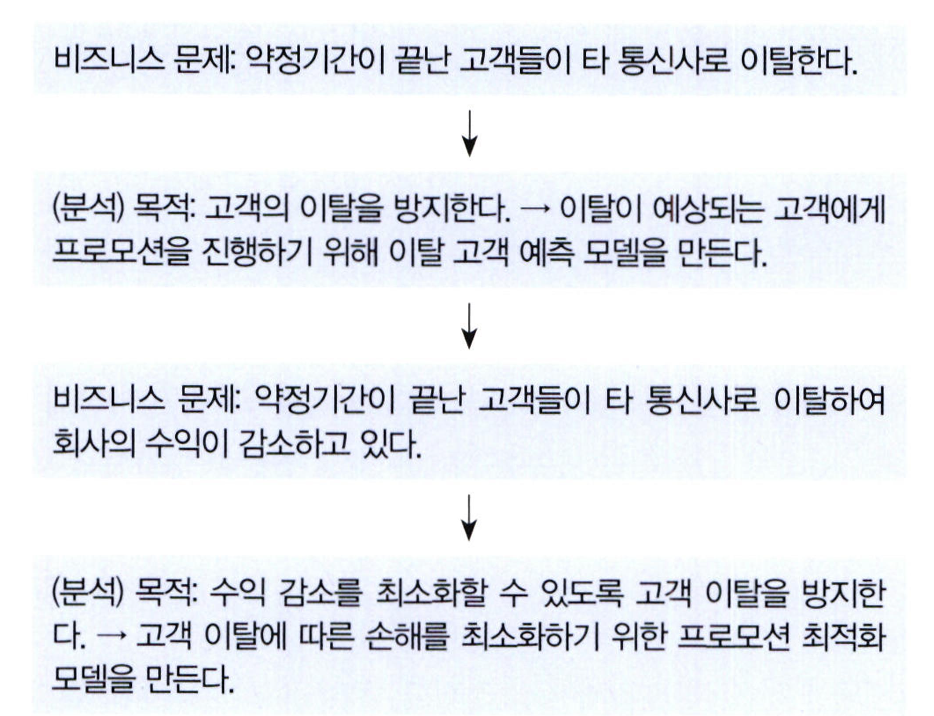 비즈니스 문제: 약정기간이 끝난 고객들이 타 통신사로 이탈한다.
(분석) 목적: 고객의 이탈을 방지한다. → 이탈이 예상되는 고객에게
프로모션을 진행하기 위해 이탈 고객 예측 모델을 만든다.
비즈니스 문제: 약정기간이 끝난 고객들이 타 통신사로 이탈하여
회사의 수익이 감소하고 있다.
(분석) 목적: 수익 감소를 최소화할 수 있도록 고객 이탈을 방지한
다. → 고객 이탈에 따른 손해를 최소화하기 위한 프로모션 최적화
모델을 만든다.